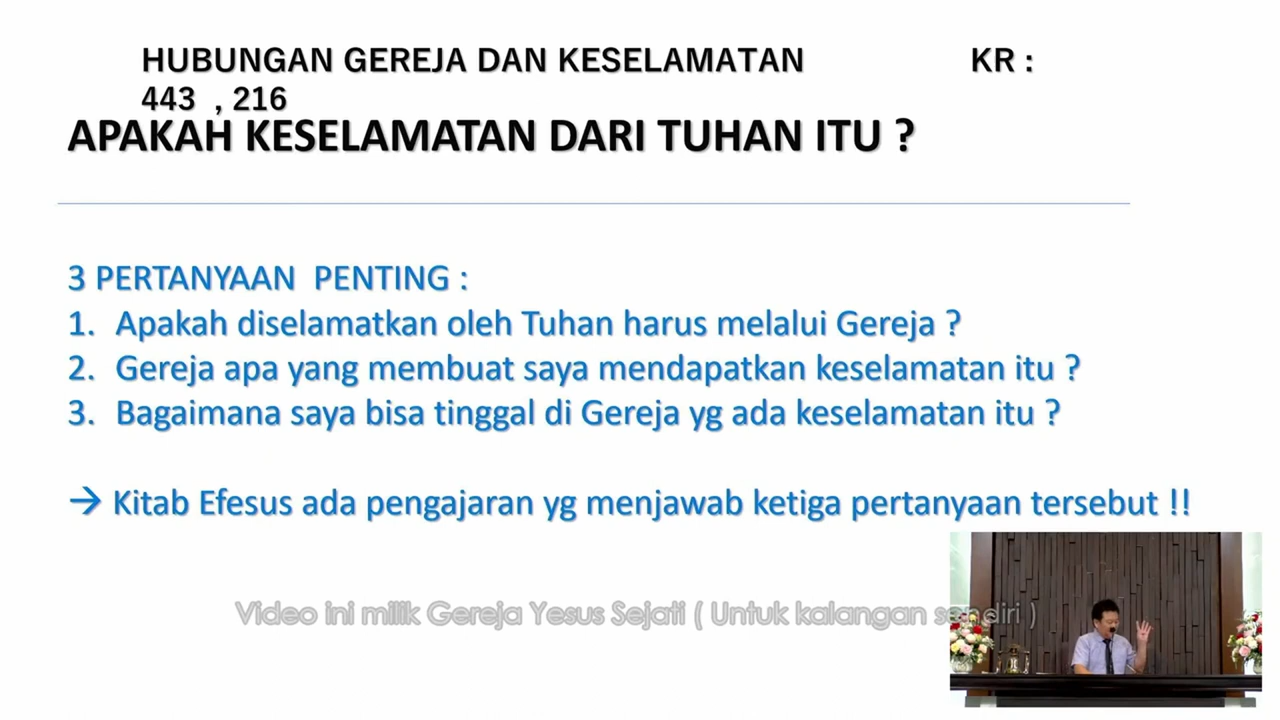 HUBUNGAN GEREJA DAN KESELAMATAN KR :
443 , 216
APAKAH KESELAMATAN DARI TUHAN ITU ?
3 PERTANYAAN PENTING :
1. Apakah diselamatkan oleh Tuhan harus melalui Gereja ?
2. Gereja apa yang membuat saya mendapatkan keselamatan itu ?
3. Bagaimana saya bisa tinggal di Gereja yg ada keselamatan itu ?
→ Kitab Efesus ada pengajaran yg menjawab ketiga pertanyaan tersebut !!
Video ini milik Gereja Yesus Sejati ( Untuk kalangan sendiri )